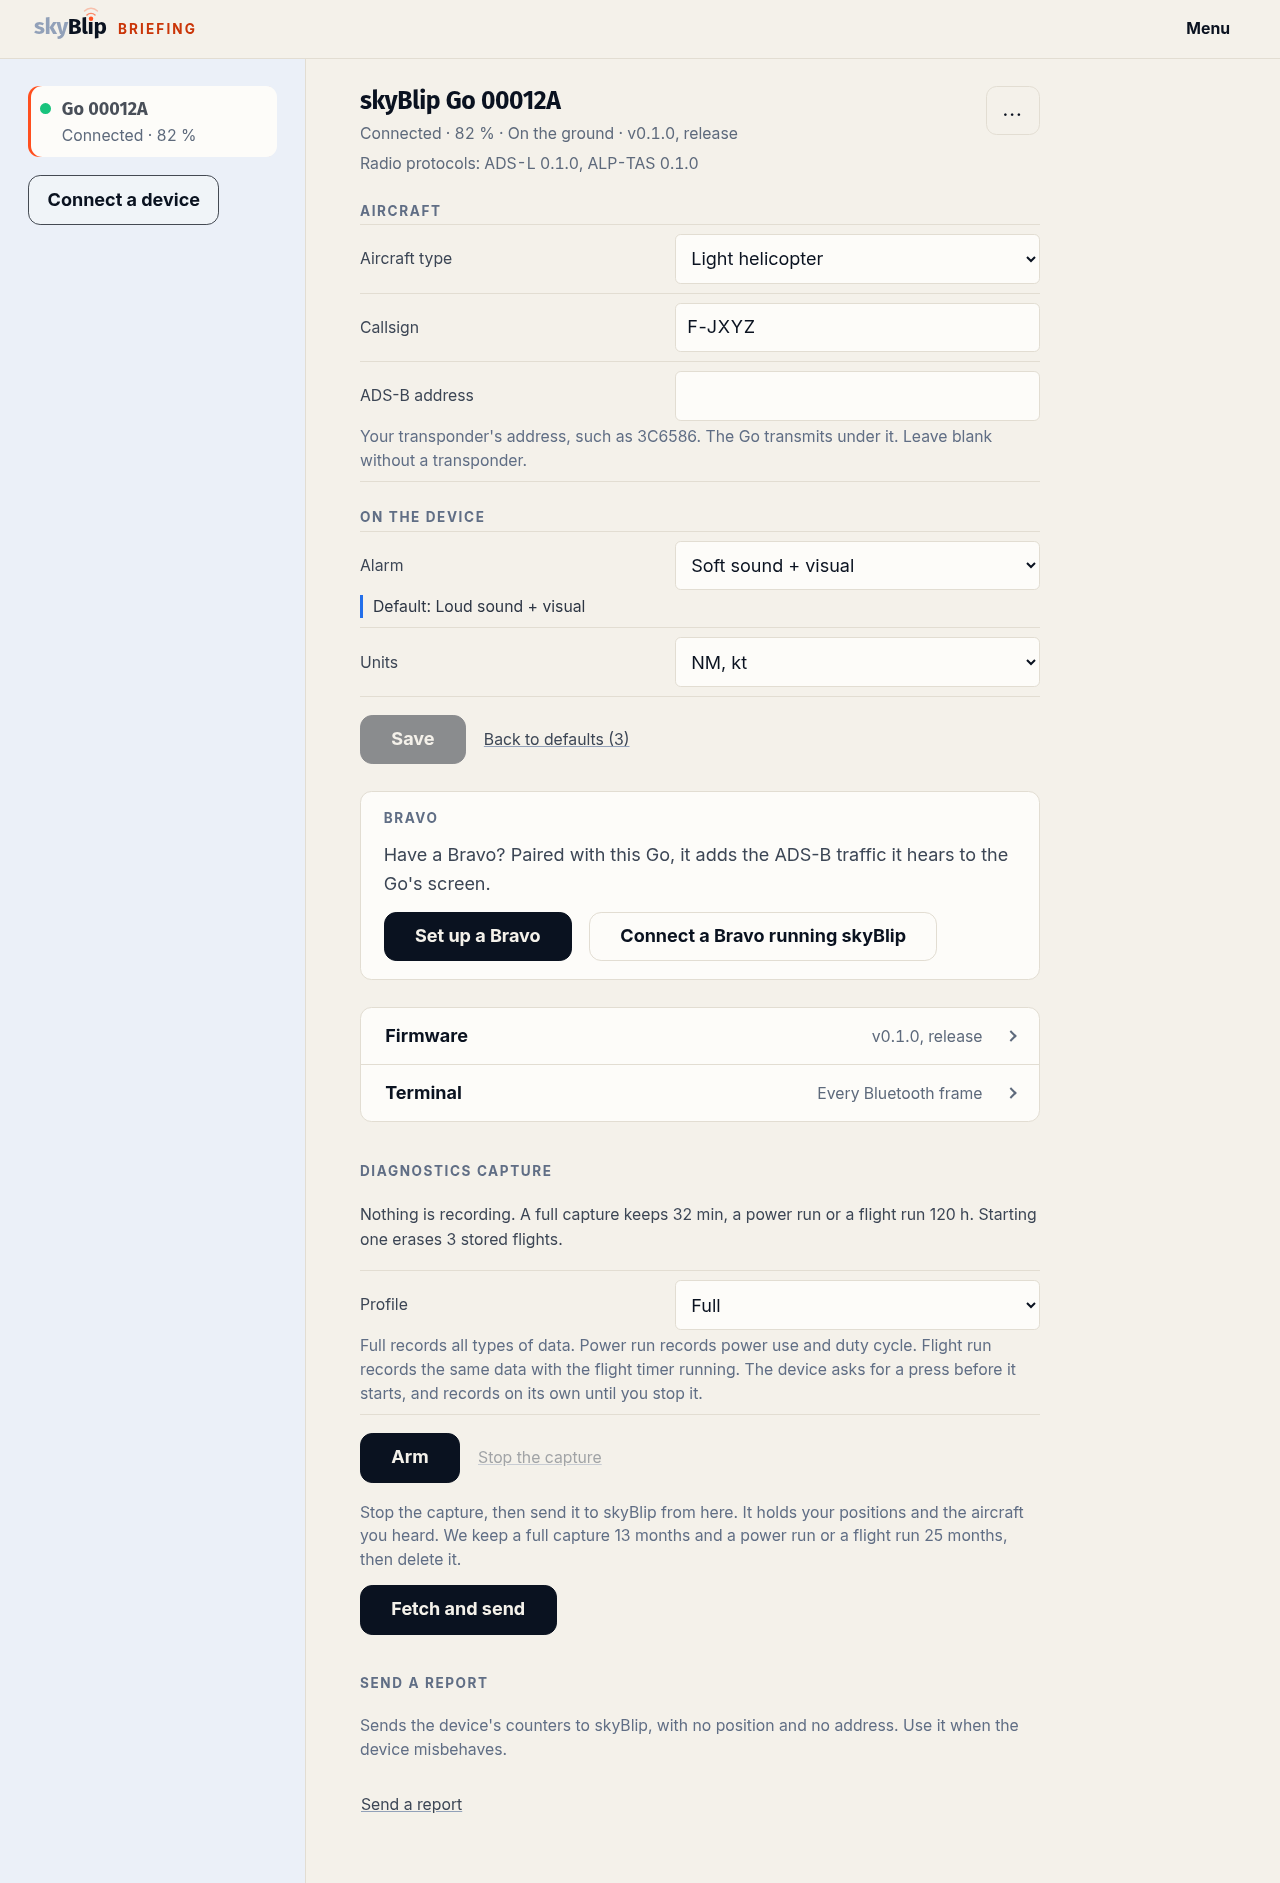 skyBlip BRIEFING
Menu
Go 00012A
Connected · 82 %
Connect a device
skyBlip Go 00012A
...
Connected · 82 % · On the ground · v0.1.0, release
Radio protocols: ADS-L 0.1.0, ALP-TAS 0.1.0
AIRCRAFT
Aircraft type
Light helicopter
Callsign
F-JXYZ
ADS-B address
Your transponder's address, such as 3C6586. The Go transmits under it. Leave blank
without a transponder.
ON THE DEVICE
Alarm
Soft sound + visual
Default: Loud sound + visual
Units
NM, kt
Save
Back to defaults (3)
BRAVO
Have a Bravo? Paired with this Go, it adds the ADS-B traffic it hears to the
Go's screen.
Set up a Bravo
Connect a Bravo running skyBlip
Firmware
v0.1.0, release
Terminal
Every Bluetooth frame
DIAGNOSTICS CAPTURE
Nothing is recording. A full capture keeps 32 min, a power run or a flight run 120 h. Starting
one erases 3 stored flights.
Profile
Full
Full records all types of data. Power run records power use and duty cycle. Flight run
records the same data with the flight timer running. The device asks for a press before it
starts, and records on its own until you stop it.
Arm
Stop the capture
Stop the capture, then send it to skyBlip from here. It holds your positions and the aircraft
you heard. We keep a full capture 13 months and a power run or a flight run 25 months,
then delete it.
Fetch and send
SEND A REPORT
Sends the device's counters to skyBlip, with no position and no address. Use it when the
device misbehaves.
Send a report